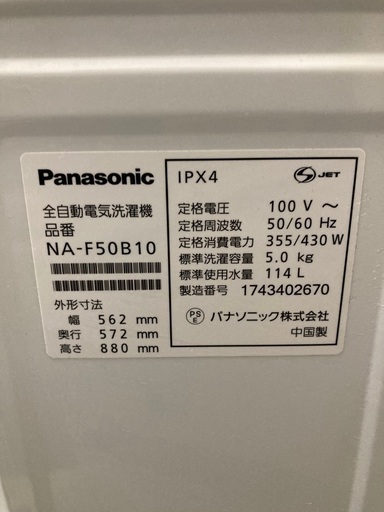 Panasonic
全自動電気洗濯機
品番
NA-F50B10
外形寸法
幅 562 mm
奥行 572 mm
高さ 880 mm
IPX4
JET
定格電圧 100 V ～
定格周波数 50/60 Hz
定格消費電力 355/430 W
標準洗濯容量 5.0 kg
標準使用水量 114 L
製造番号 1743402670
PS
E
パナソニック株式会社
中国製